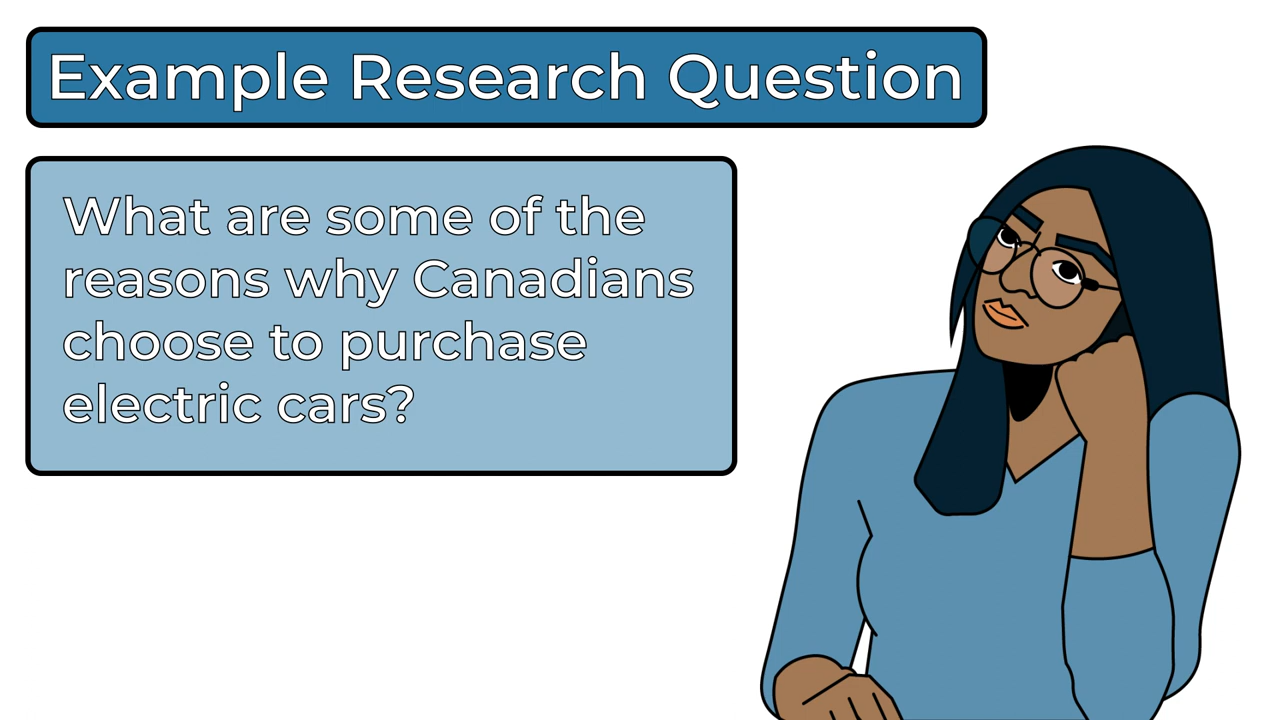 Example Research Question
What are some of the
reasons why Canadians
choose to purchase
electric cars?